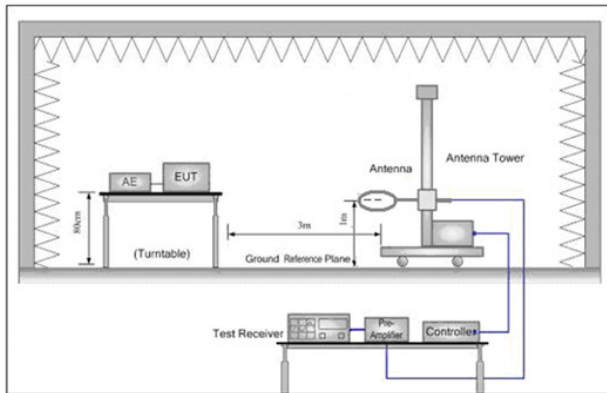 Antenna
Antenna Tower
AE
EUT
80cm
(Turntable)
3m
1m
Ground Reference Plane
Test Receiver
Pre-
Amplifier
Controller